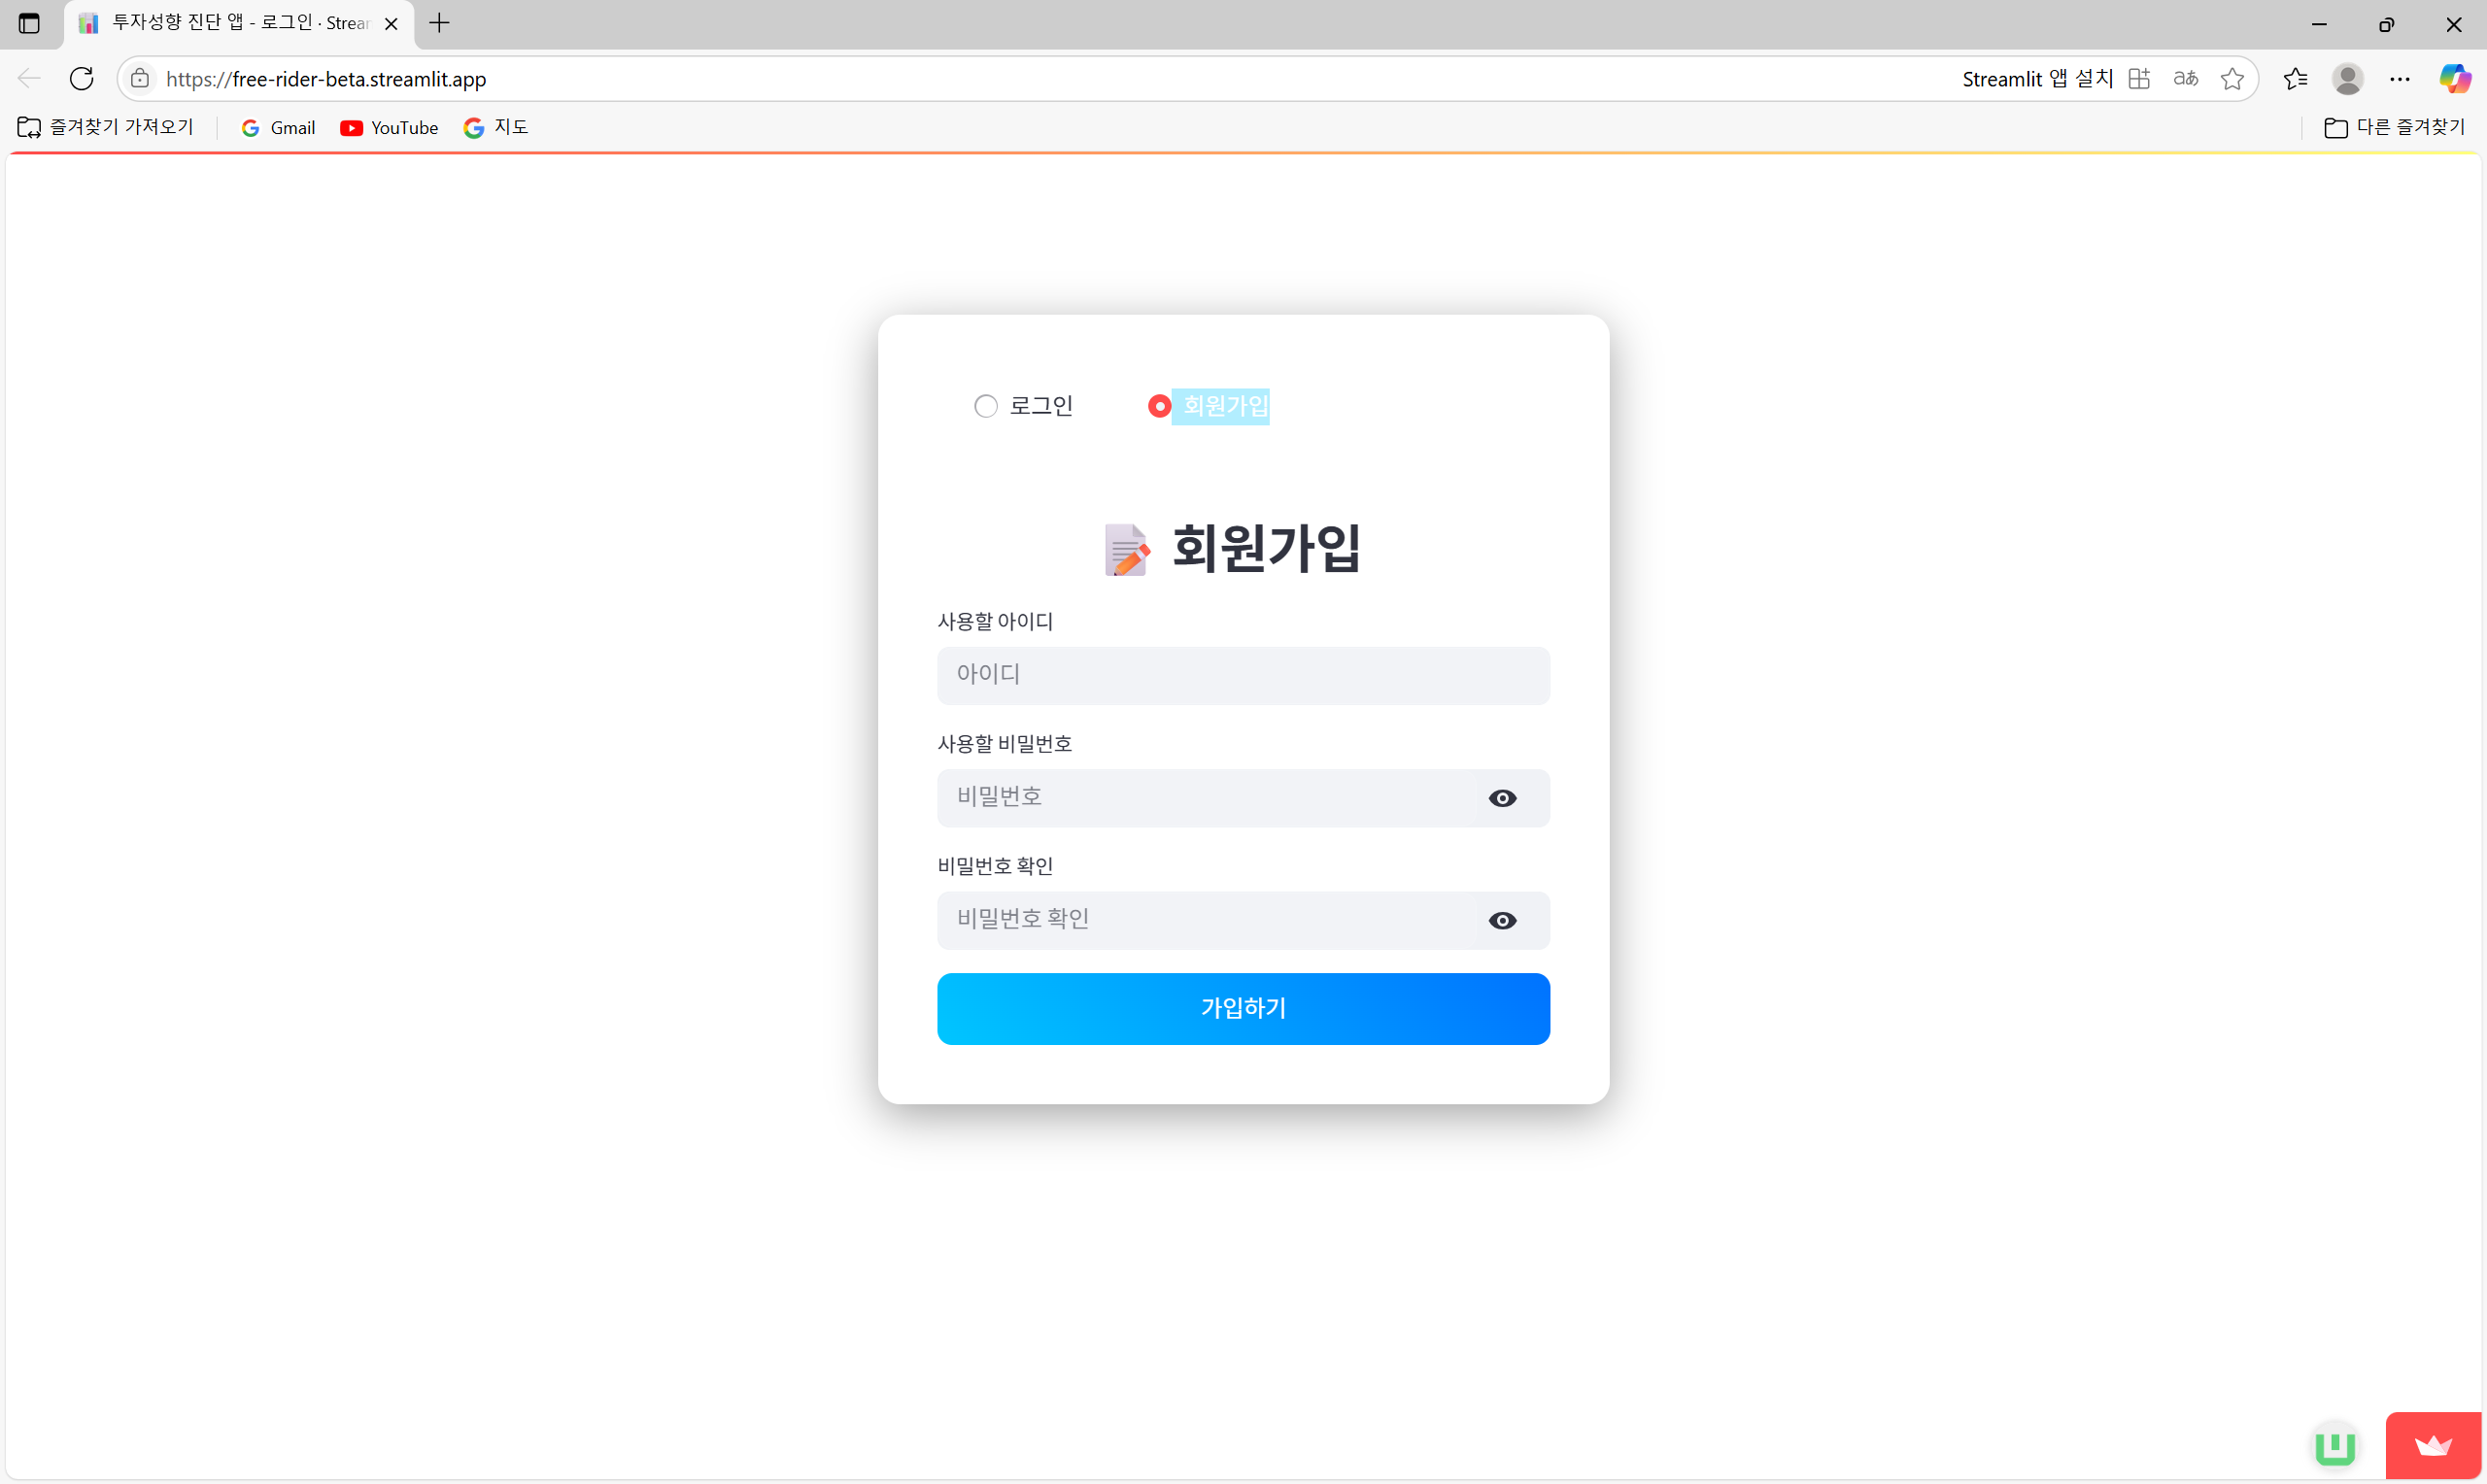 투자성향 진단 앱 - 로그인 · Strea
https://free-rider-beta.streamlit.app
Streamlit 앱 설치
즐겨찾기 가져오기
Gmail
YouTube
지도
다른 즐겨찾기
로그인
회원가입
회원가입
사용할 아이디
아이디
사용할 비밀번호
비밀번호
비밀번호 확인
비밀번호 확인
가입하기